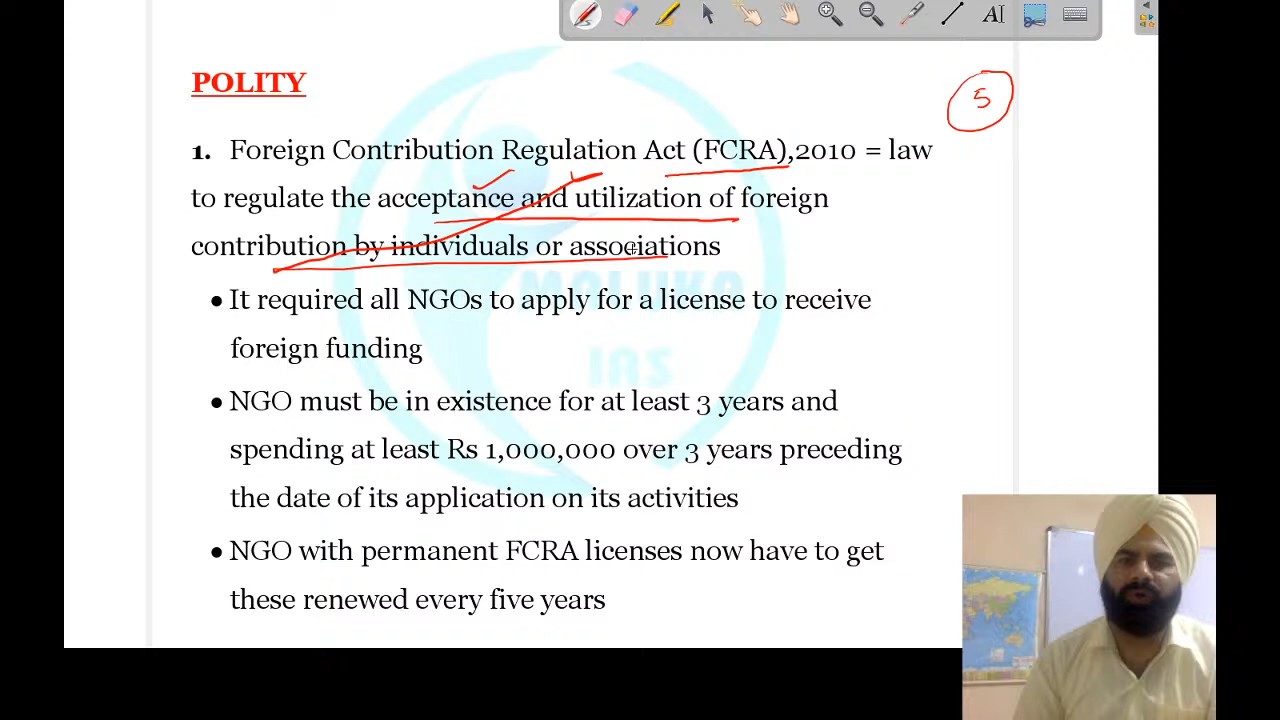 POLITY
5
1. Foreign Contribution Regulation Act (FCRA),2010 = law
to regulate the acceptance and utilization of foreign
contribution by individuals or associations
• It required all NGOs to apply for a license to receive
foreign funding
• NGO must be in existence for at least 3 years and
spending at least Rs 1,000,000 over 3 years preceding
the date of its application on its activities
• NGO with permanent FCRA licenses now have to get
these renewed every five years
MALUKA
IAS
AI